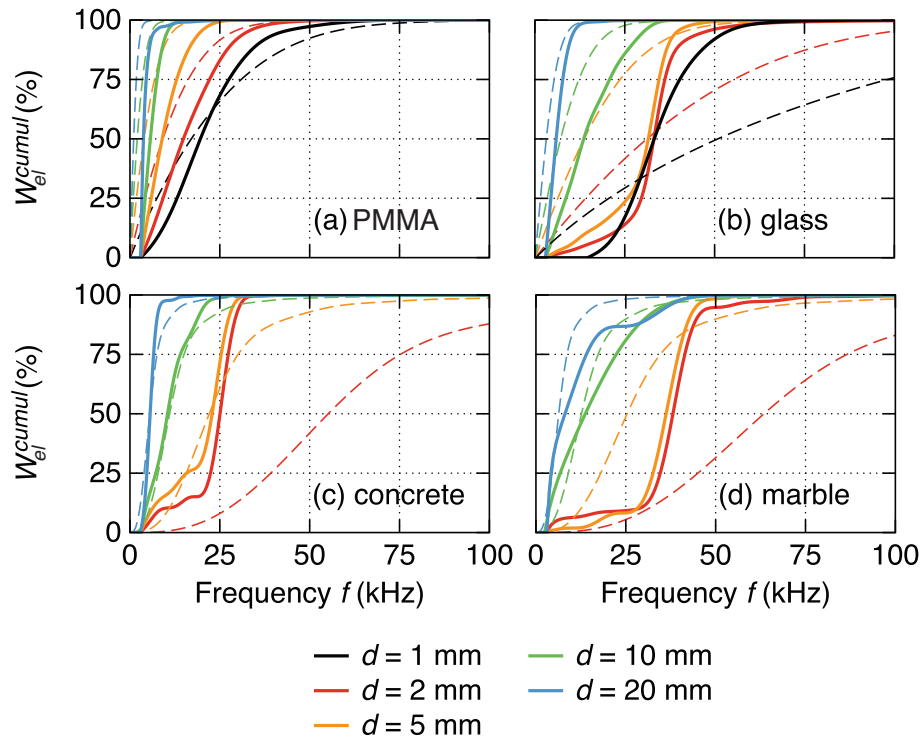 100
75
50
25
0
W_el^cumul (%)
(a) PMMA
(b) glass
100
75
50
25
0
W_el^cumul (%)
(c) concrete
(d) marble
0 25 50 75 100
0 25 50 75 100
Frequency f (kHz)
Frequency f (kHz)
d = 1 mm
d = 2 mm
d = 5 mm
d = 10 mm
d = 20 mm